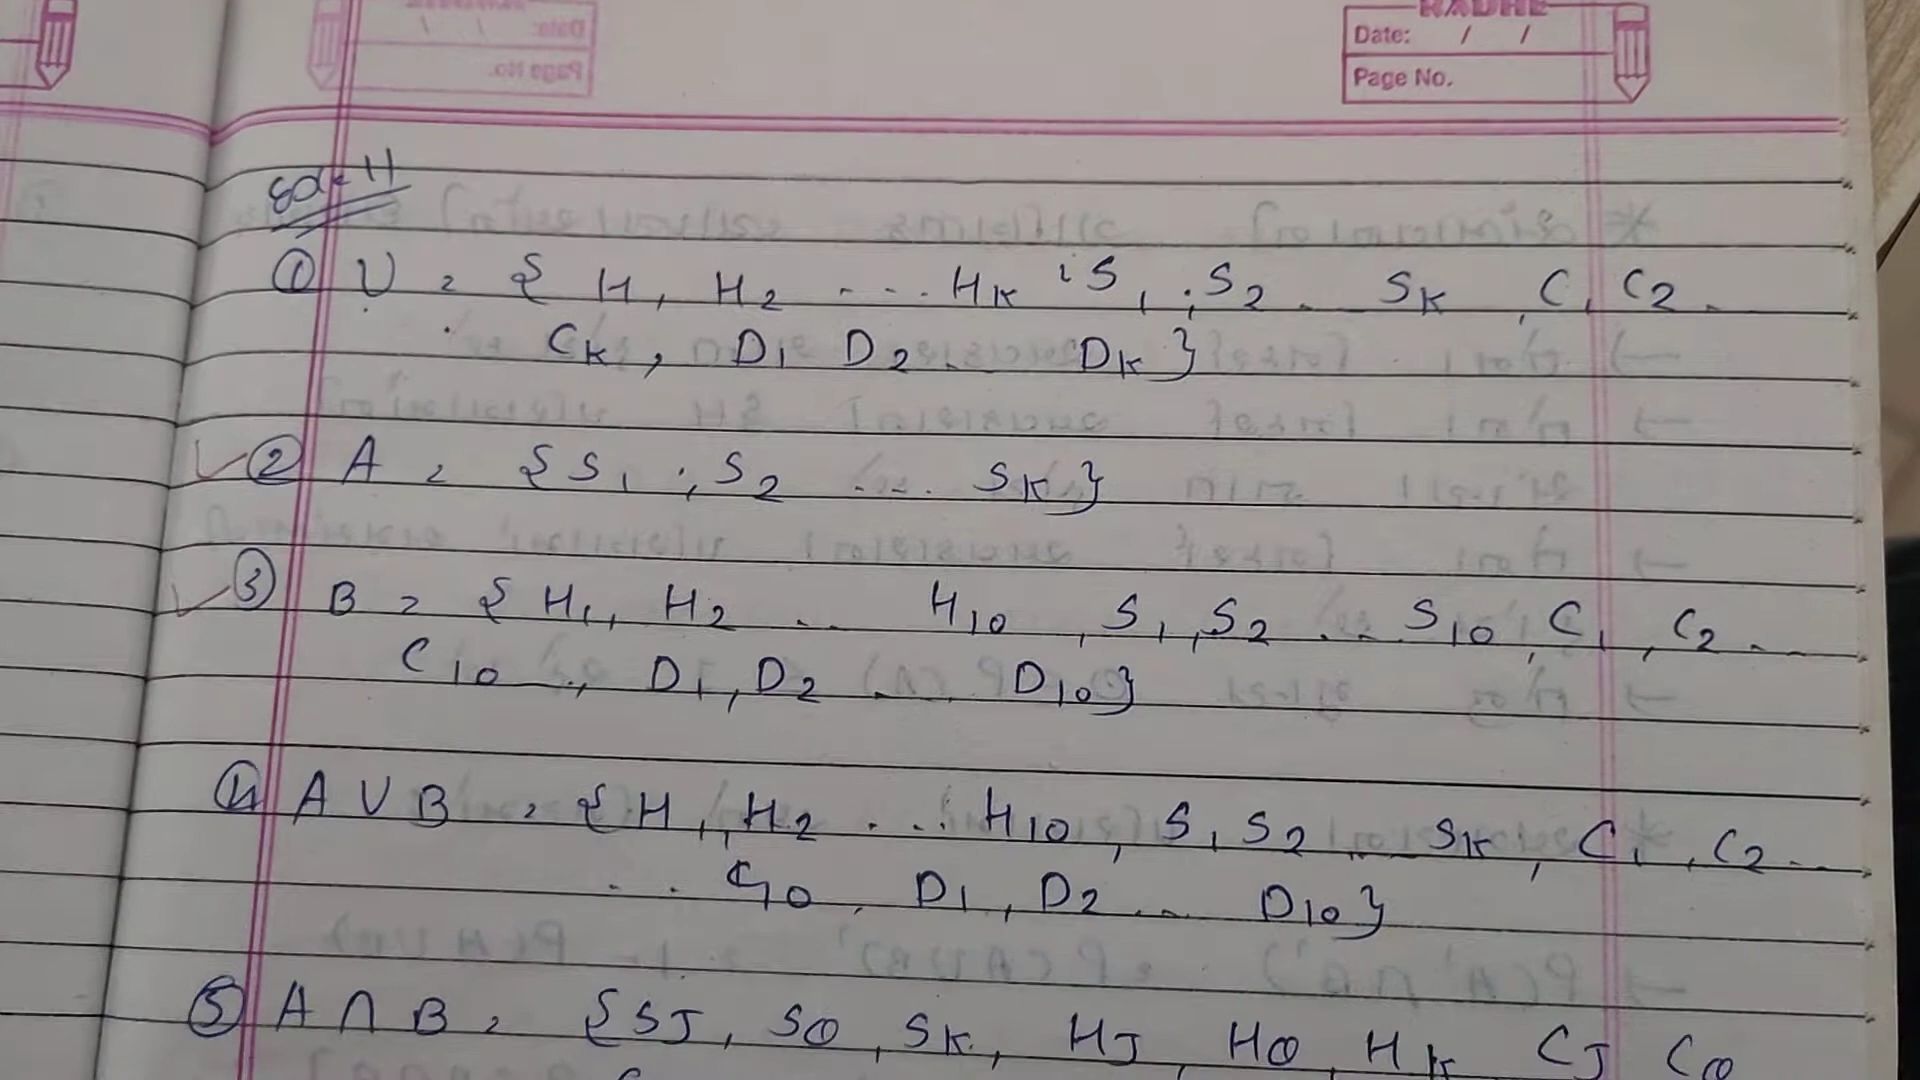 RADHE
Date: / /
Page No.
① U = { H, H2 ... HK S1, S2 .. SK, C1 C2 ..
CK, D1 D2 .. DK }
② A = { S1, S2 .... SK }
③ B = { H1, H2 .. H10, S1, S2 ... S10, C1, C2 ...
C10, D1, D2 .. D10 }
④ A ∪ B = { H1, H2 ... H10, S1 S2 ... SK, C1, C2 ..
.. C10, D1, D2 ... D10 }
⑤ A ∩ B = { SJ, SQ, SK, HJ, HQ, HK CJ CQ